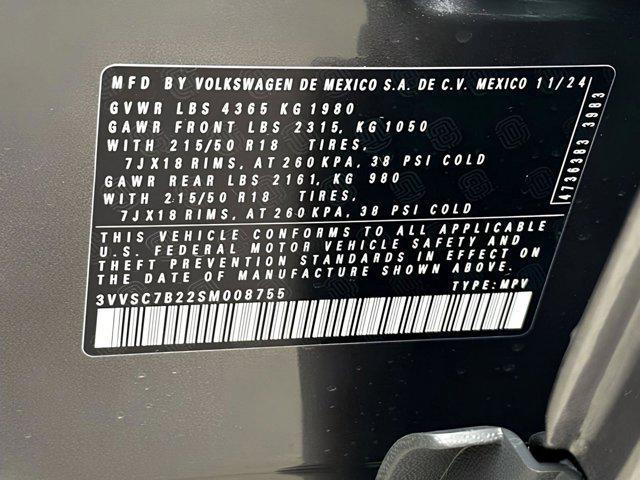 MFD BY VOLKSWAGEN DE MEXICO S.A. DE C.V. MEXICO 11/24
GVWR LBS 4365 KG 1980
GAWR FRONT LBS 2315, KG 1050
WITH 215/50 R18 TIRES,
7JX18 RIMS, AT 260 KPA, 38 PSI COLD
GAWR REAR LBS 2161, KG 980
WITH 215/50 R18 TIRES,
7JX18 RIMS, AT 260 KPA, 38 PSI COLD
4736383 3983
THIS VEHICLE CONFORMS TO ALL APPLICABLE
U.S. FEDERAL MOTOR VEHICLE SAFETY AND
THEFT PREVENTION STANDARDS IN EFFECT ON
THE DATE OF MANUFACTURE SHOWN ABOVE.
3VVSC7B22SM008755 TYPE: MPV